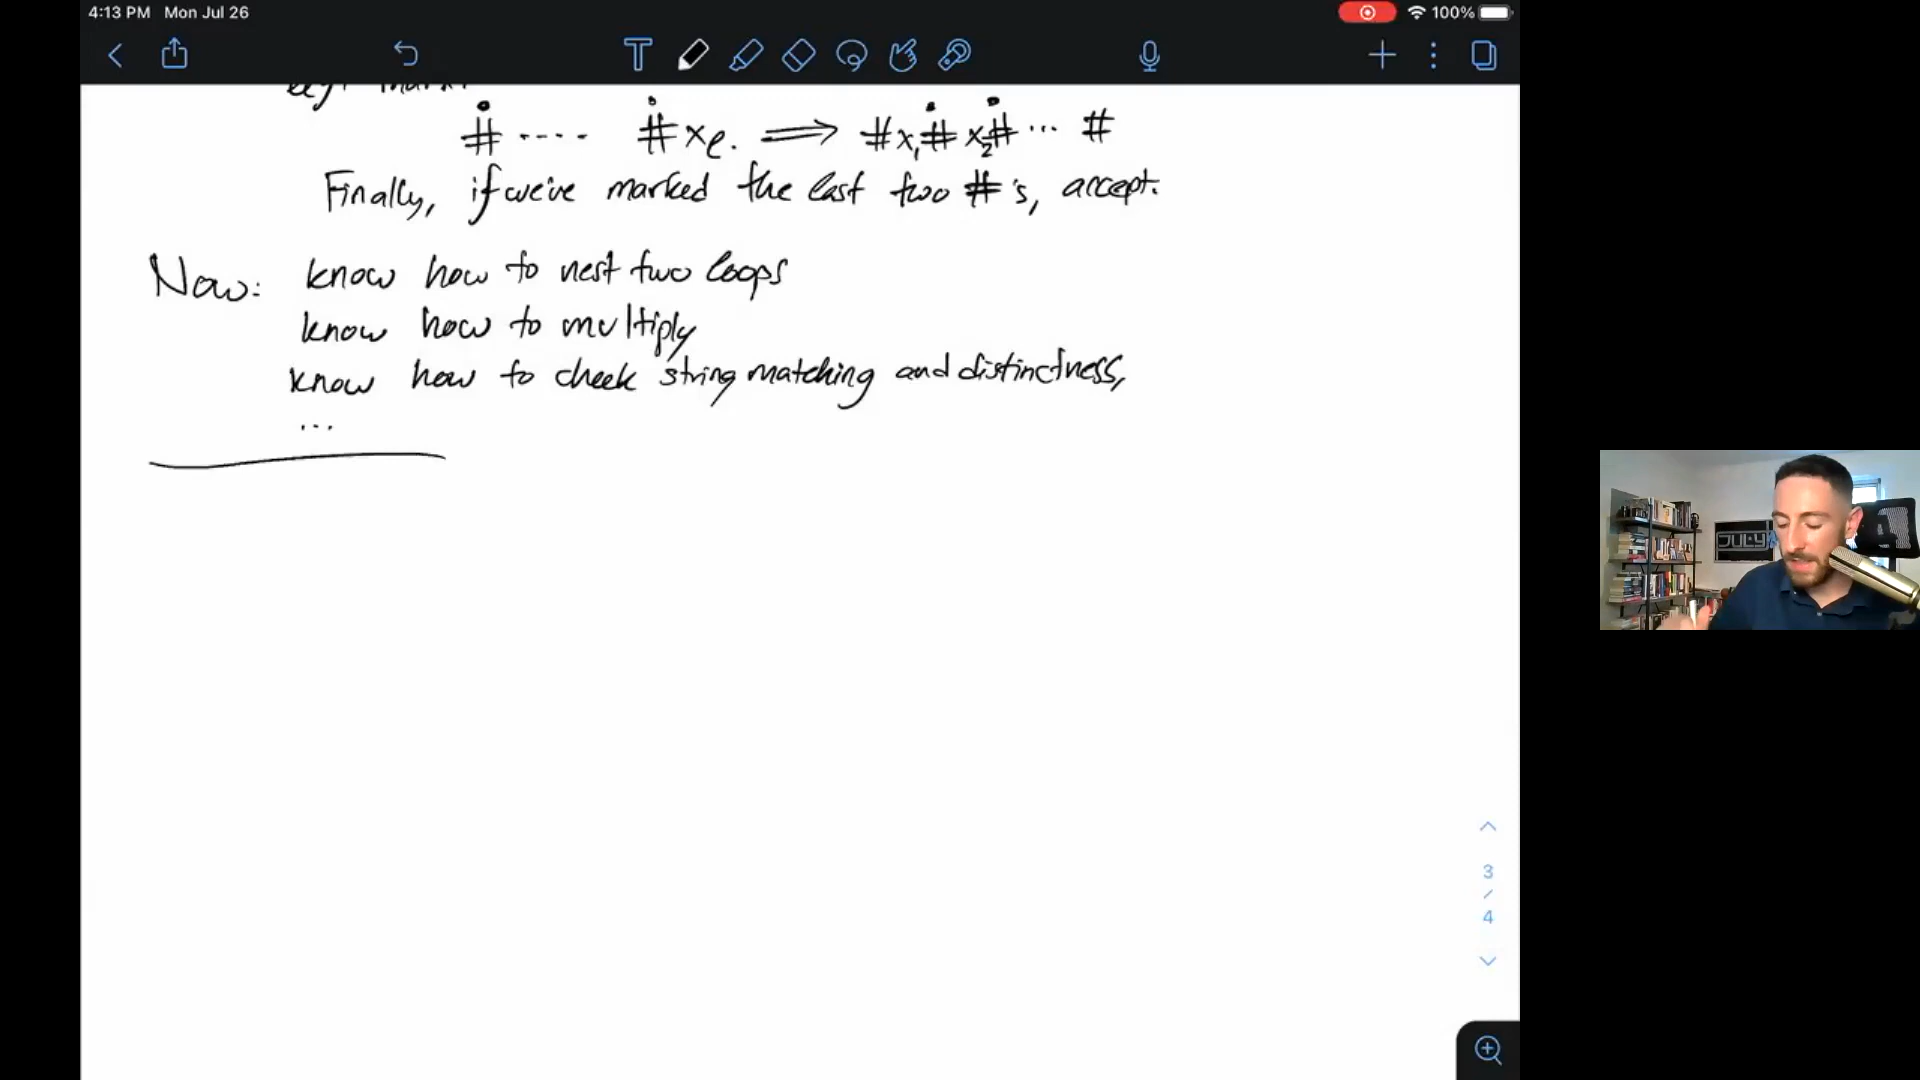 4:13 PM Mon Jul 26
100%
# ---- # xℓ. ⟹ #x₁# x₂# ... #
Finally, if we've marked the last two #'s, accept.
Now: know how to nest two loops
know how to multiply
know how to check string matching and distinctness,
...
JULY
3
/
4